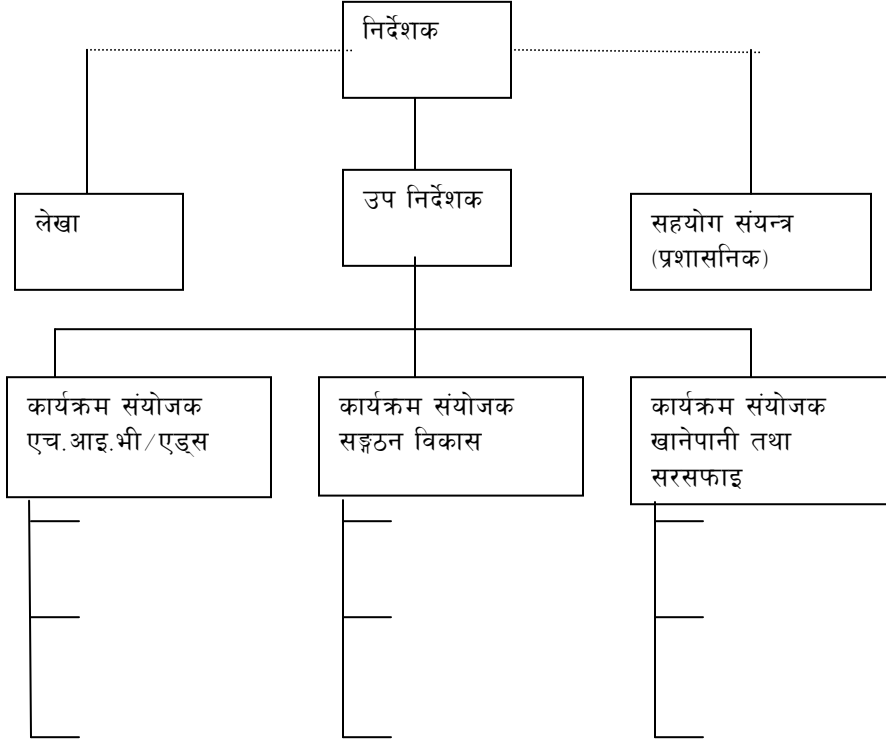 निर्देशक
लेखा
उप निर्देशक
सहयोग संयन्त्र
(प्रशासनिक)
कार्यक्रम संयोजक
एच.आइ.भी/एड्स
कार्यक्रम संयोजक
सङ्गठन विकास
कार्यक्रम संयोजक
खानेपानी तथा
सरसफाइ